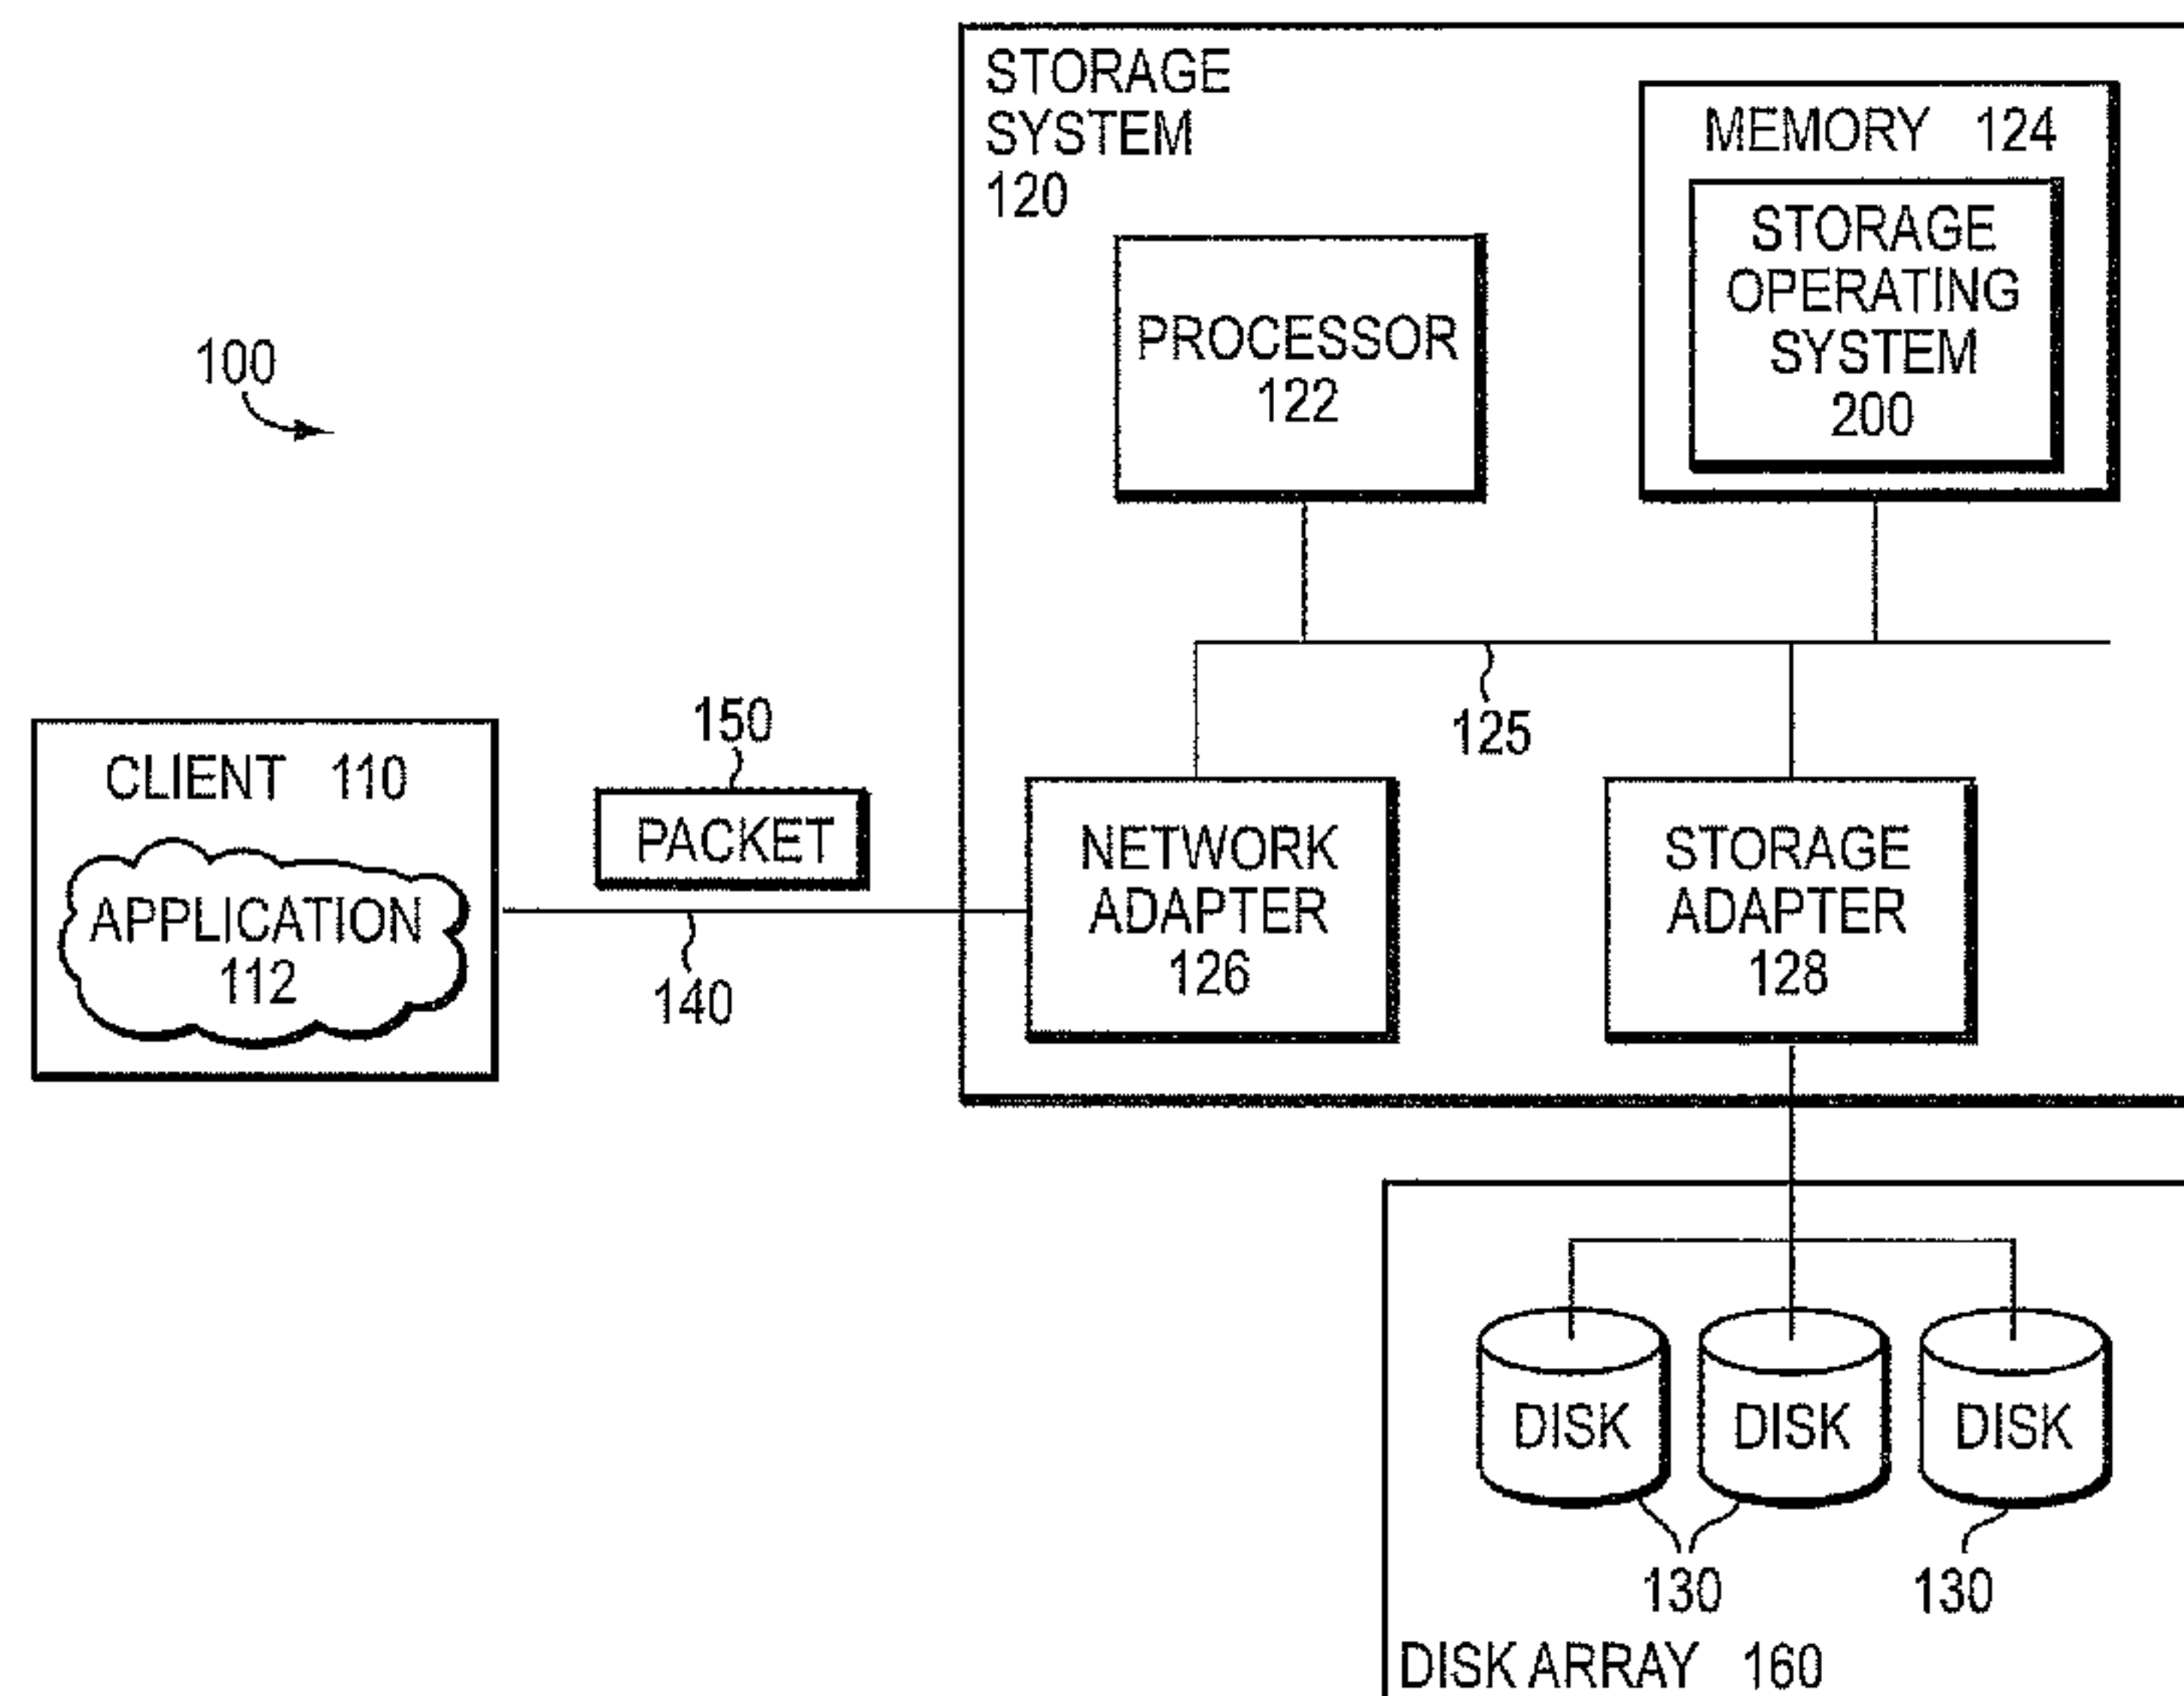 STORAGE
SYSTEM
120
MEMORY 124
STORAGE
OPERATING
SYSTEM
200
PROCESSOR
122
100
125
150
PACKET
CLIENT 110
APPLICATION
112
140
NETWORK
ADAPTER
126
STORAGE
ADAPTER
128
DISK
DISK
DISK
130
130
DISK ARRAY 160